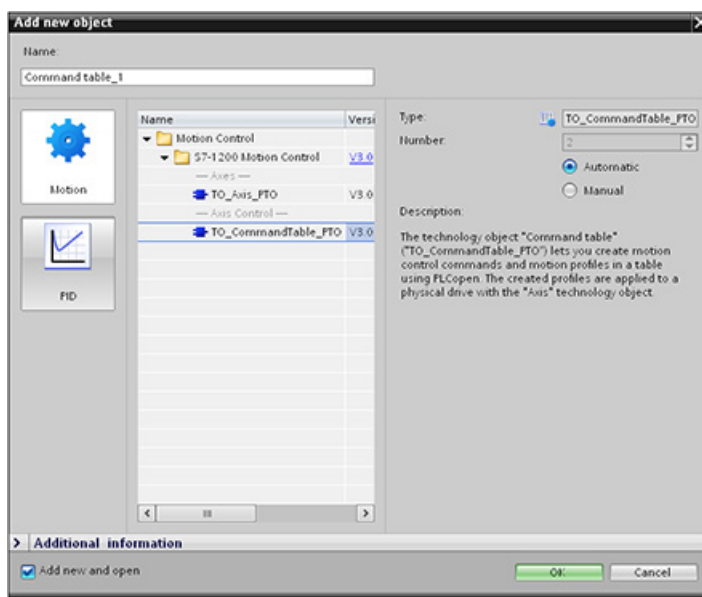 Add new object
Name:
Command table_1
Motion
PID
Name Versi
Motion Control
S7-1200 Motion Control V3.0
— Axes —
TO_Axis_PTO V3.0
— Axis Control —
TO_CommandTable_PTO V3.0
Type: TO_CommandTable_PTO
Number: 2
Automatic
Manual
Description:
The technology object "Command table"
("TO_CommandTable_PTO") lets you create motion
control commands and motion profiles in a table
using PLCopen. The created profiles are applied to a
physical drive with the "Axis" technology object.
Additional information
Add new and open
OK Cancel